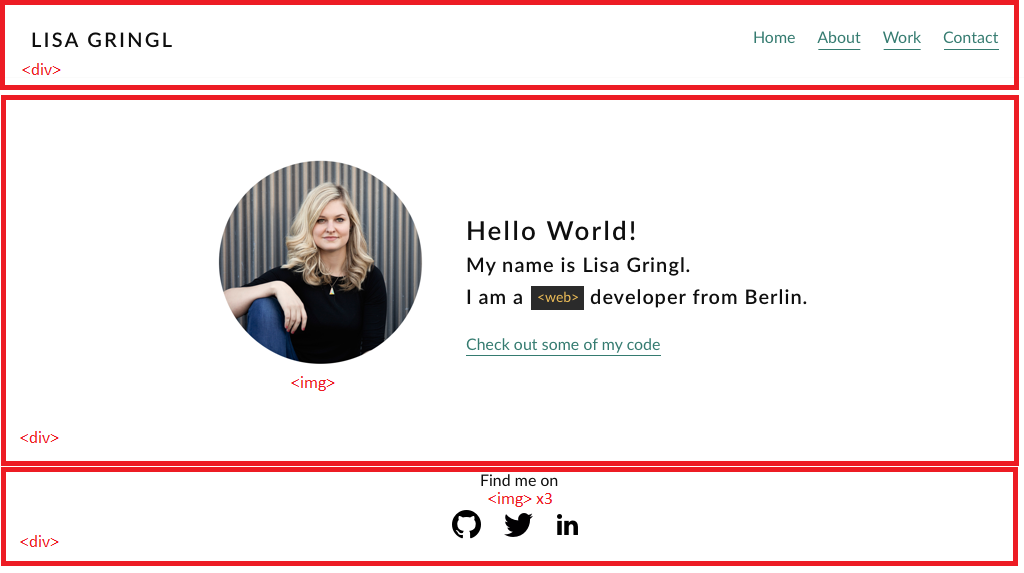 LISA GRINGL
Home About Work Contact
<div>
Hello World!
My name is Lisa Gringl.
I am a <web> developer from Berlin.
Check out some of my code
<img>
<div>
Find me on
<img> x3
in
<div>